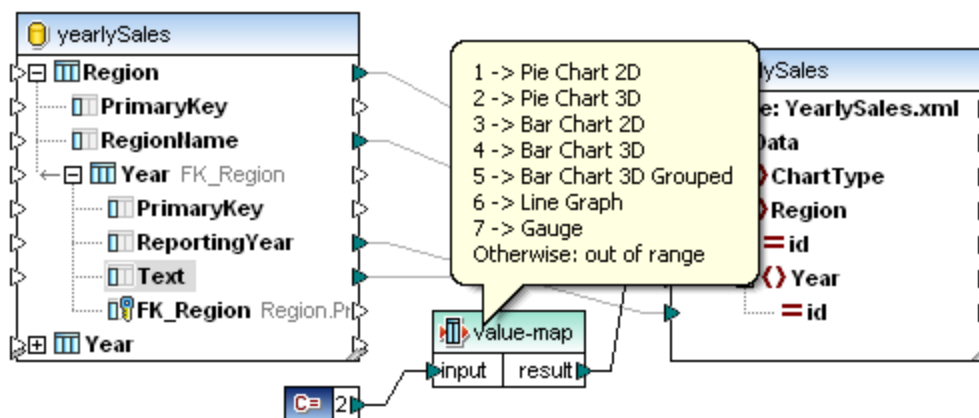 yearlySales
Region
PrimaryKey
RegionName
Year FK_Region
PrimaryKey
ReportingYear
Text
FK_Region Region.Pr
Year
1 -> Pie Chart 2D
2 -> Pie Chart 3D
3 -> Bar Chart 2D
4 -> Bar Chart 3D
5 -> Bar Chart 3D Grouped
6 -> Line Graph
7 -> Gauge
Otherwise: out of range
value-map
input result
C= 2
lySales
e: YearlySales.xml
ata
ChartType
Region
= id
{} Year
= id